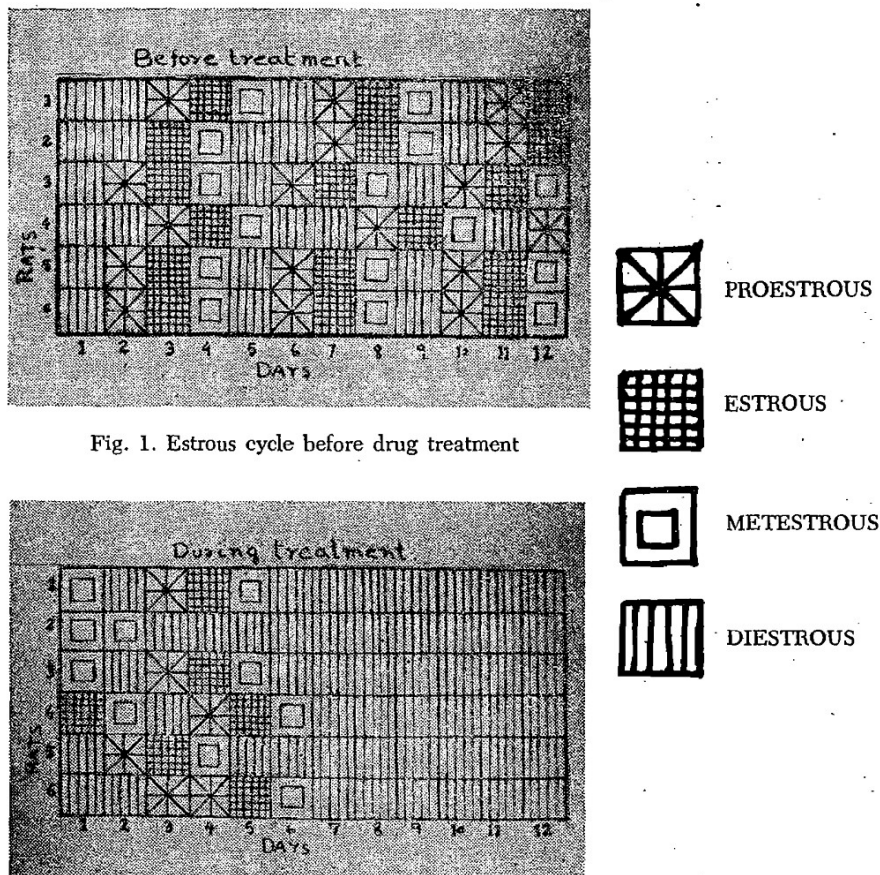 Before treatment
1
2
3
4
5
6
RATS
1 2 3 4 5 6 7 8 9 10 11 12
DAYS
Fig. 1. Estrous cycle before drug treatment
PROESTROUS
ESTROUS
METESTROUS
DIESTROUS
During treatment
1
2
3
4
5
6
RATS
1 2 3 4 5 6 7 8 9 10 11 12
DAYS